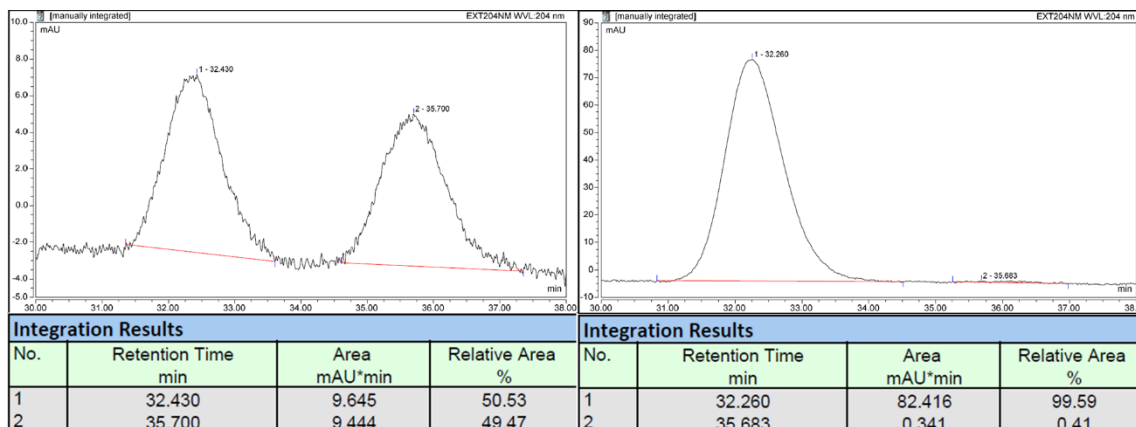 [manually integrated]
EXT204NM WVL:204 nm
10.0
mAU
8.0
6.0
4.0
2.0
0.0
-2.0
-4.0
-5.0
1 - 32.430
2 - 35.700
min
30.00 31.00 32.00 33.00 34.00 35.00 36.00 37.00 38.00
Integration Results
No. Retention Time Area Relative Area
min mAU*min %
1 32.430 9.645 50.53
2 35.700 9.444 49.47
[manually integrated]
EXT204NM WVL:204 nm
90
mAU
80
70
60
50
40
30
20
10
0
-10
1 - 32.260
2 - 35.683
min
30.00 31.00 32.00 33.00 34.00 35.00 36.00 37.00
Integration Results
No. Retention Time Area Relative Area
min mAU*min %
1 32.260 82.416 99.59
2 35.683 0.341 0.41